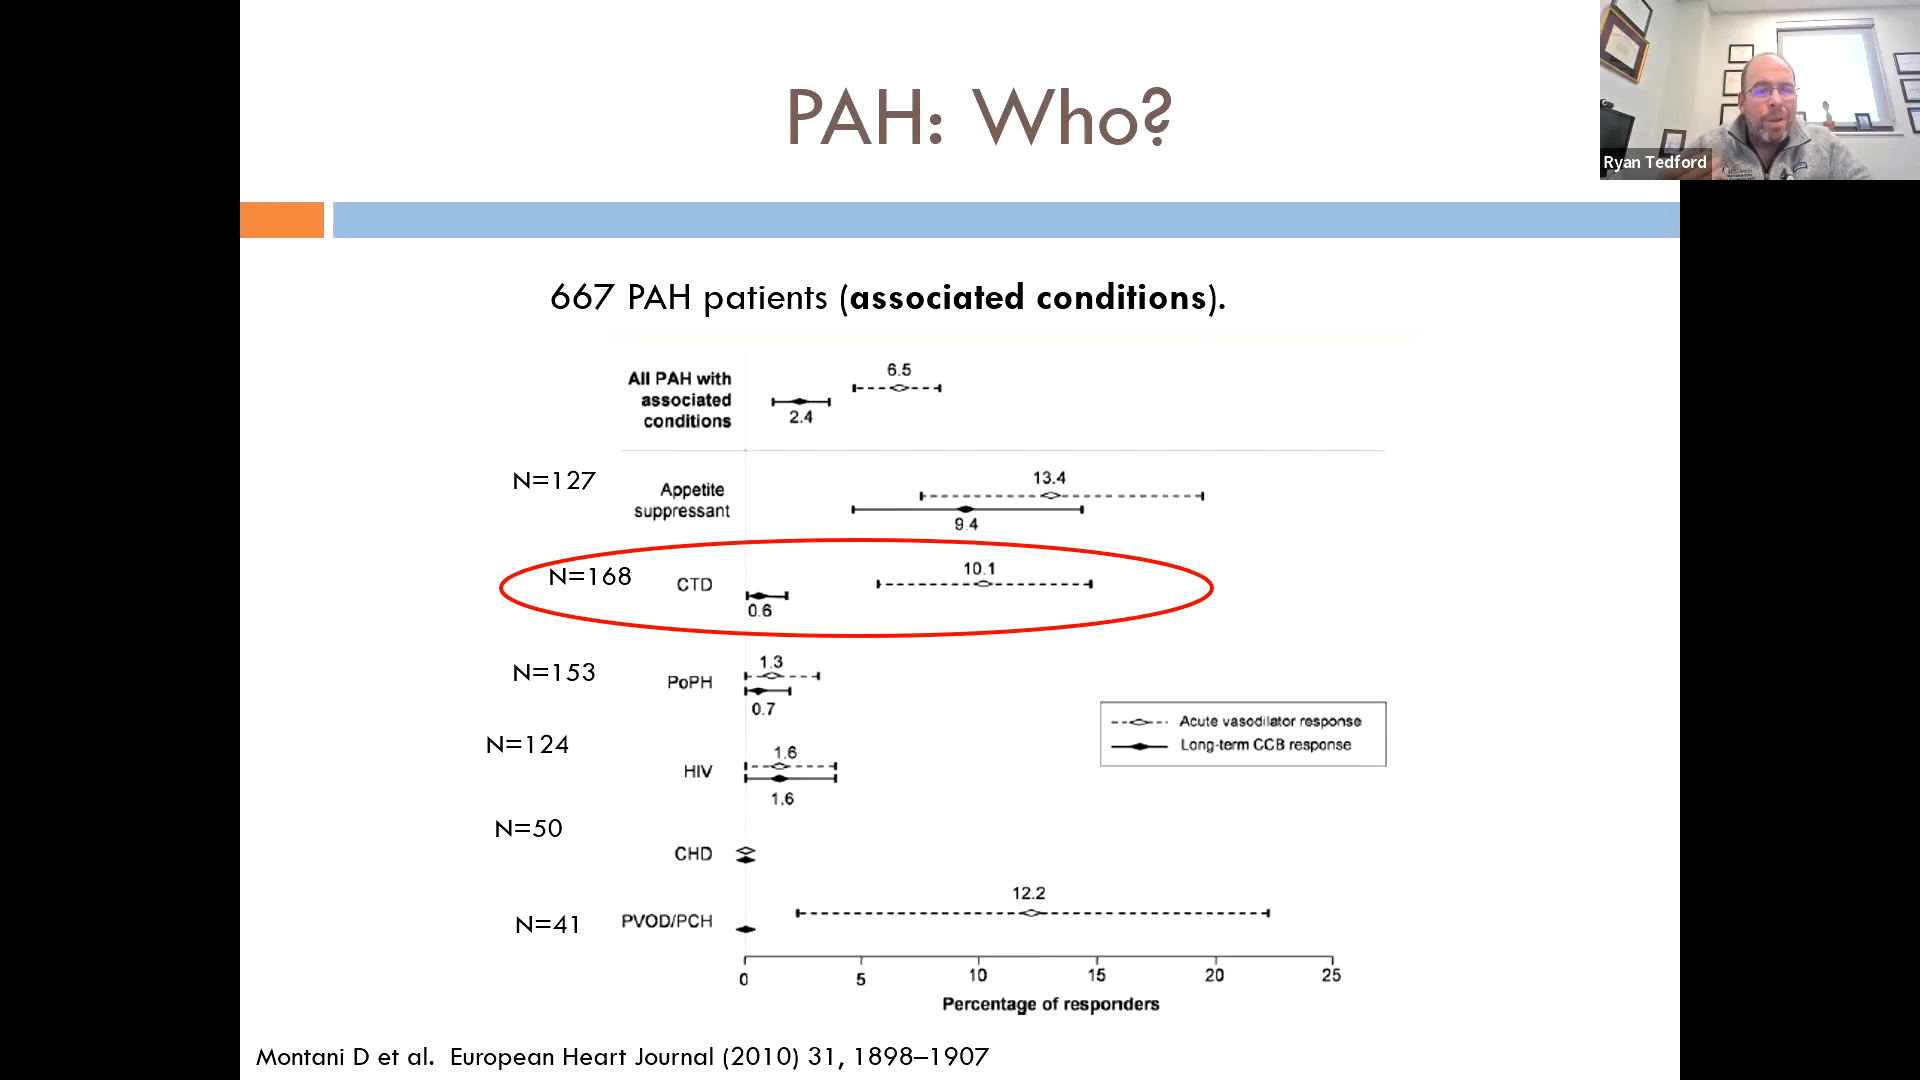 PAH: Who?
Ryan Tedford
667 PAH patients (associated conditions).
All PAH with
associated
conditions
6.5
2.4
N=127
Appetite
suppressant
13.4
9.4
N=168
CTD
10.1
0.6
N=153
PoPH
1.3
0.7
N=124
HIV
1.6
1.6
Acute vasodilator response
Long-term CCB response
N=50
CHD
N=41
PVOD/PCH
12.2
0 5 10 15 20 25
Percentage of responders
Montani D et al. European Heart Journal (2010) 31, 1898–1907